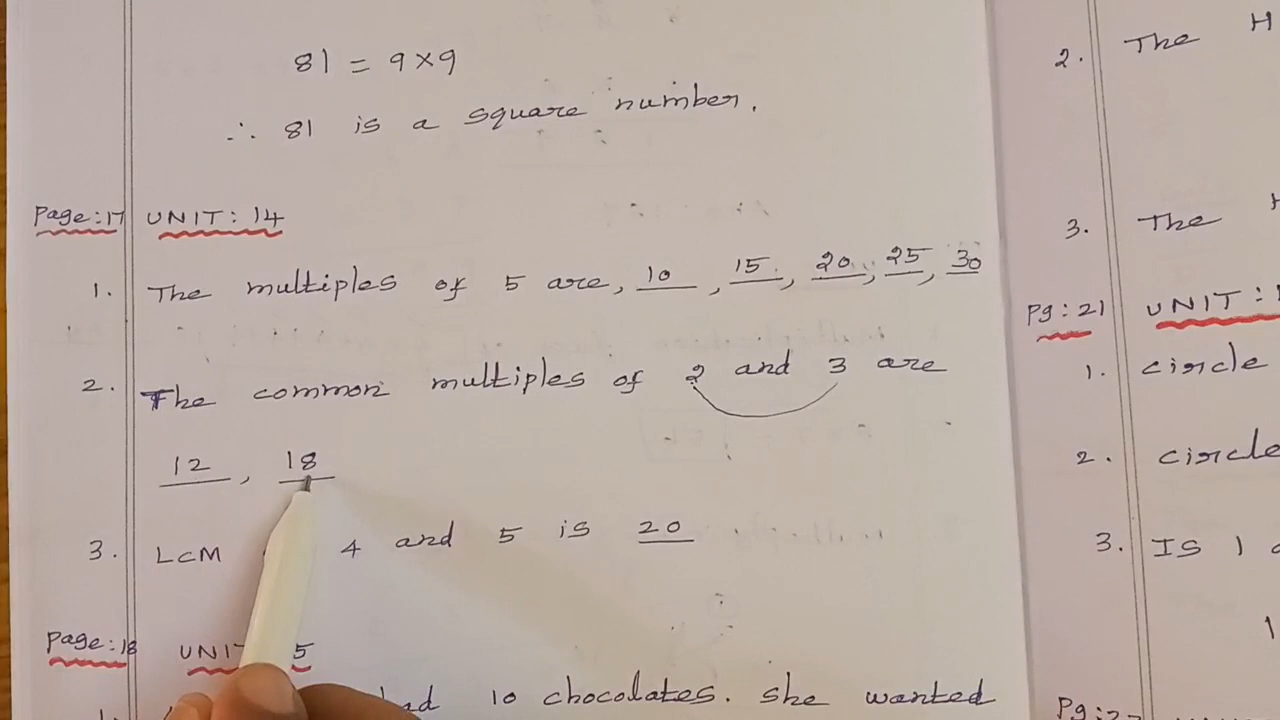 81 = 9 × 9
∴ 81 is a square number.
Page:17 UNIT: 14
1. The multiples of 5 are, 10, 15, 20, 25, 30
2. The common multiples of 2 and 3 are
12, 18
3. LCM 4 and 5 is 20
Page:18 5
10 chocolates. she wanted
2. The H
3. The
Pg: 21 UNIT:
1. circle
2. circle
3. IS 1